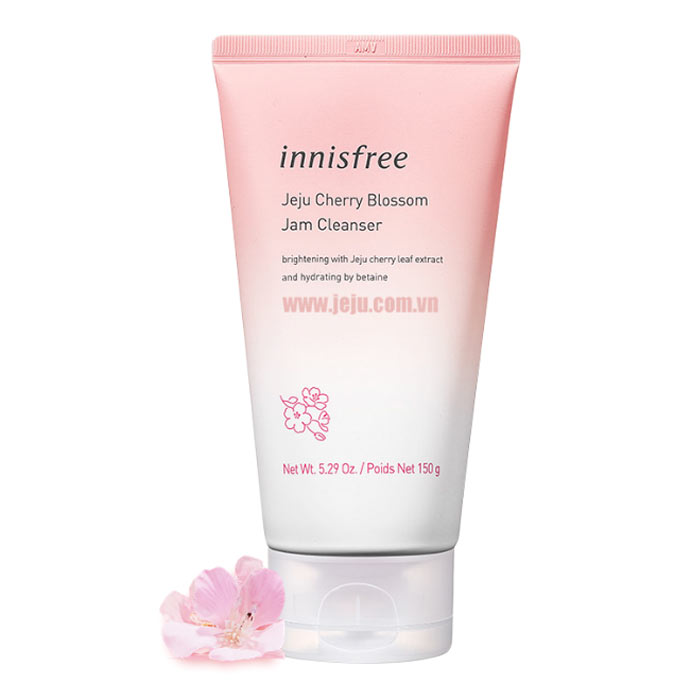 innisfree
Jeju Cherry Blossom
Jam Cleanser
brightening with Jeju cherry leaf extract
and hydrating by betaine
www.jeju.com.vn
Net Wt. 5.29 Oz. / Poids Net 150 g